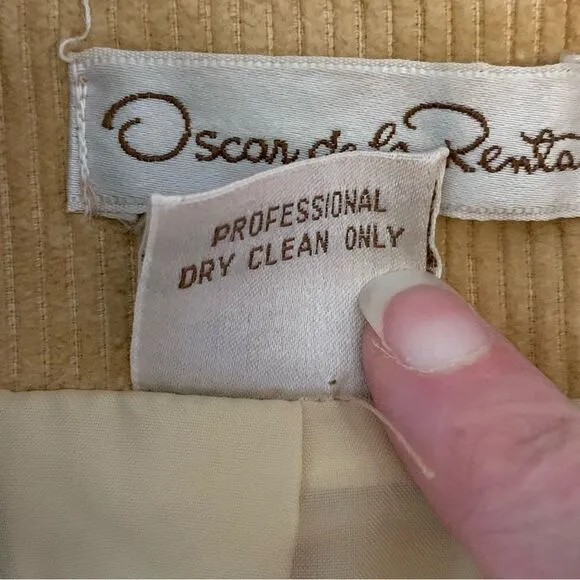 Oscar de la Renta
PROFESSIONAL
DRY CLEAN ONLY